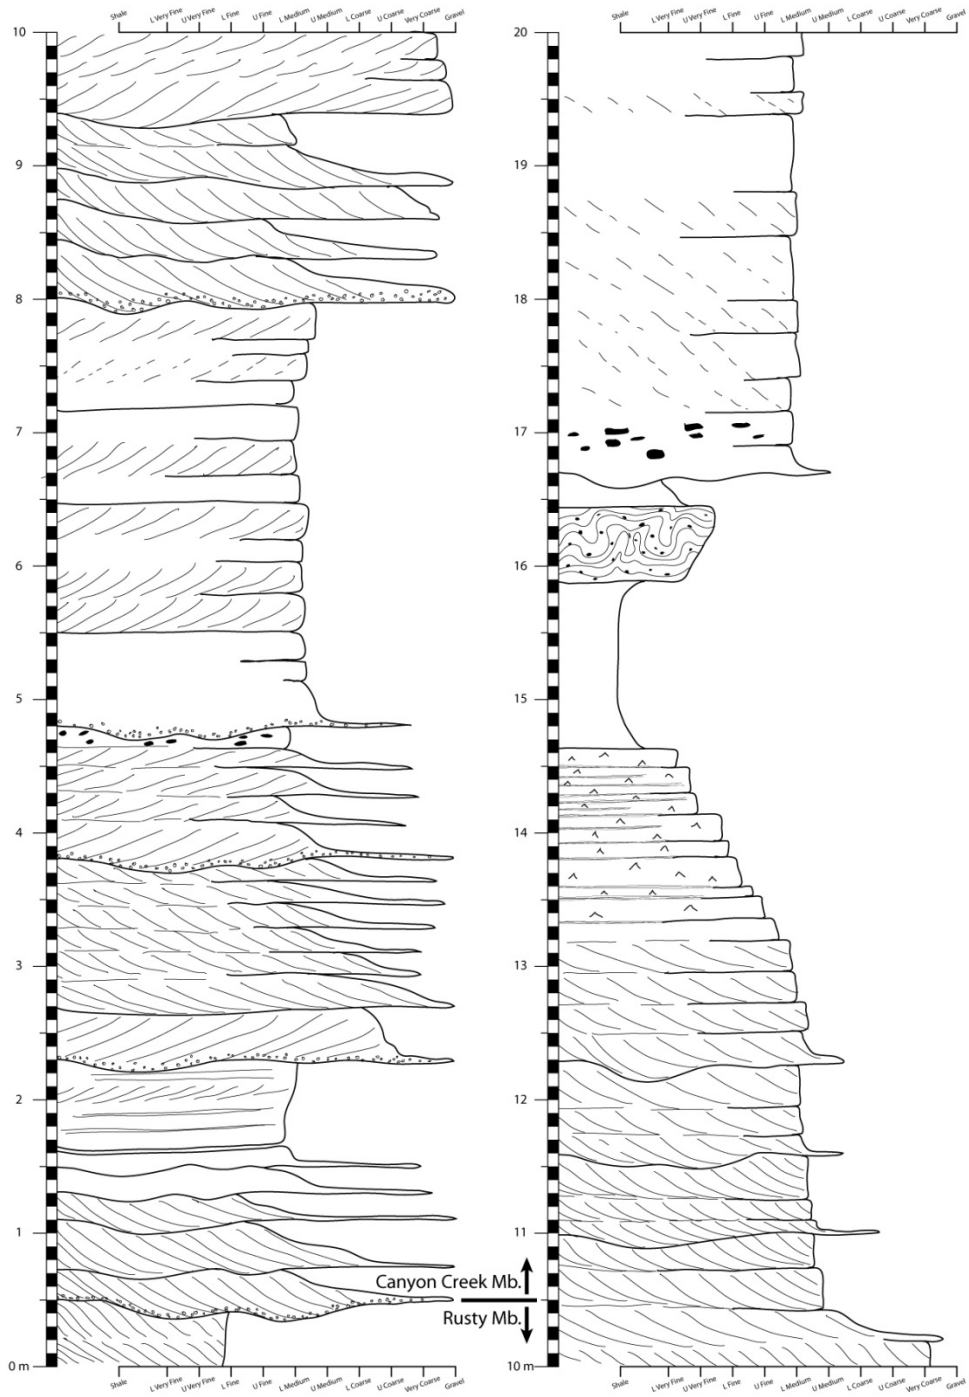 Shale L Very Fine U Very Fine L Fine U Fine L Medium U Medium L Coarse U Coarse Very Coarse Gravel
10
9
8
7
6
5
4
3
2
1
0 m
Canyon Creek Mb.
Rusty Mb.
Shale L Very Fine U Very Fine L Fine U Fine L Medium U Medium L Coarse U Coarse Very Coarse Gravel
Shale L Very Fine U Very Fine L Fine U Fine L Medium U Medium L Coarse U Coarse Very Coarse Gravel
20
19
18
17
16
15
14
13
12
11
10 m
Shale L Very Fine U Very Fine L Fine U Fine L Medium U Medium L Coarse U Coarse Very Coarse Gravel